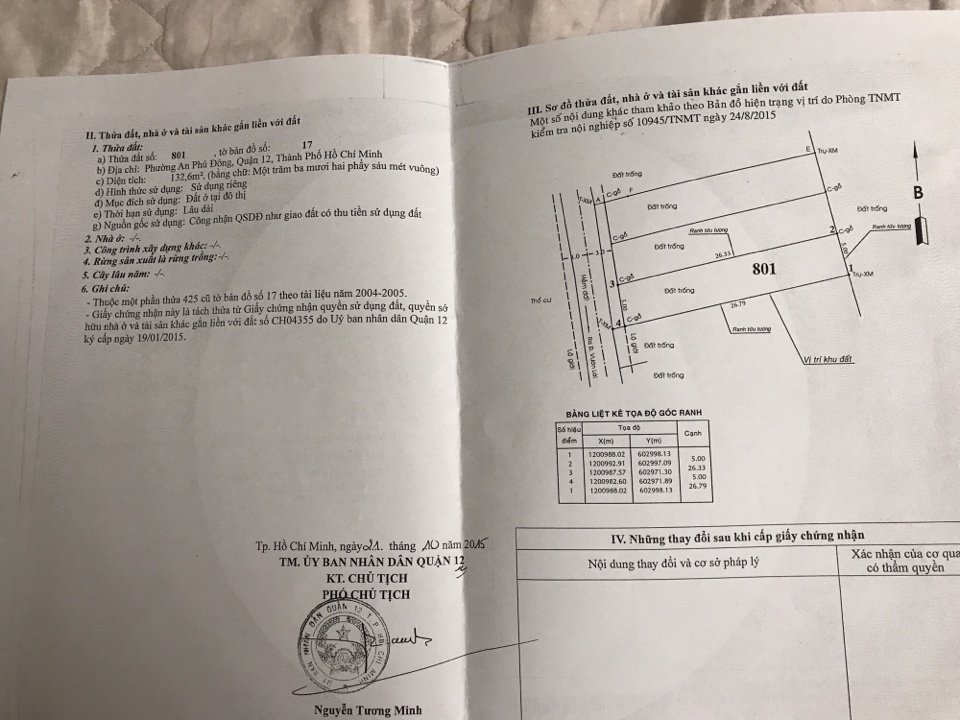 II. Thửa đất, nhà ở và tài sản khác gắn liền với đất
1. Thửa đất:
a) Thửa đất số: 801 , tờ bản đồ số: 17
b) Địa chỉ: Phường An Phú Đông, Quận 12, Thành Phố Hồ Chí Minh
c) Diện tích: 132,6m², (bằng chữ: Một trăm ba mươi hai phẩy sáu mét vuông)
d) Hình thức sử dụng: Sử dụng riêng
đ) Mục đích sử dụng: Đất ở tại đô thị
e) Thời hạn sử dụng: Lâu dài
g) Nguồn gốc sử dụng: Công nhận QSDĐ như giao đất có thu tiền sử dụng đất
2. Nhà ở: -/-
3. Công trình xây dựng khác: -/-.
4. Rừng sản xuất là rừng trồng: -/-.
5. Cây lâu năm: -/-
6. Ghi chú:
- Thuộc một phần thửa 425 cũ tờ bản đồ số 17 theo tài liệu năm 2004-2005.
- Giấy chứng nhận này là tách thửa từ Giấy chứng nhận quyền sử dụng đất, quyền sở
hữu nhà ở và tài sản khác gắn liền với đất số CH04355 do Uỷ ban nhân dân Quận 12
ký cấp ngày 19/01/2015.
Tp. Hồ Chí Minh, ngày 21 tháng 10 năm 2015
TM. ỦY BAN NHÂN DÂN QUẬN 12
KT. CHỦ TỊCH
PHÓ CHỦ TỊCH
Nguyễn Tương Minh
III. Sơ đồ thửa đất, nhà ở và tài sản khác gắn liền với đất
Một số nội dung khác tham khảo theo Bản đồ hiện trạng vị trí do Phòng TNMT
kiểm tra nội nghiệp số 10945/TNMT ngày 24/8/2015
E
Trụ-XM
Đất trống
T-XM
A
C-gỗ
F
C-gỗ
B
Đất trống
Đất trống
C-gỗ
Ranh tều tượng
2
C-gỗ
Ranh tều tượng
Đất trống
26.33
5.00
1.0
3.0
801
1
Trụ-XM
3
C-gỗ
Đất trống
Thổ cư
Hẻm đất
5.00
26.79
4
C-gỗ
T-XM
Ranh tều tượng
Lộ giới
Ra Đ. Vườn Lài
Lộ giới
Đất trống
Vị trí khu đất
Đất trống
BẢNG LIỆT KÊ TỌA ĐỘ GÓC RANH
Số hiệu điểm Tọa độ Cạnh
X(m) Y(m)
1 1200988.02 602998.13
5.00
2 1200992.91 602997.09
26.33
3 1200987.57 602971.30
5.00
4 1200982.60 602971.89
26.79
1 1200988.02 602998.13
IV. Những thay đổi sau khi cấp giấy chứng nhận
Nội dung thay đổi và cơ sở pháp lý
Xác nhận của cơ qua
có thẩm quyền